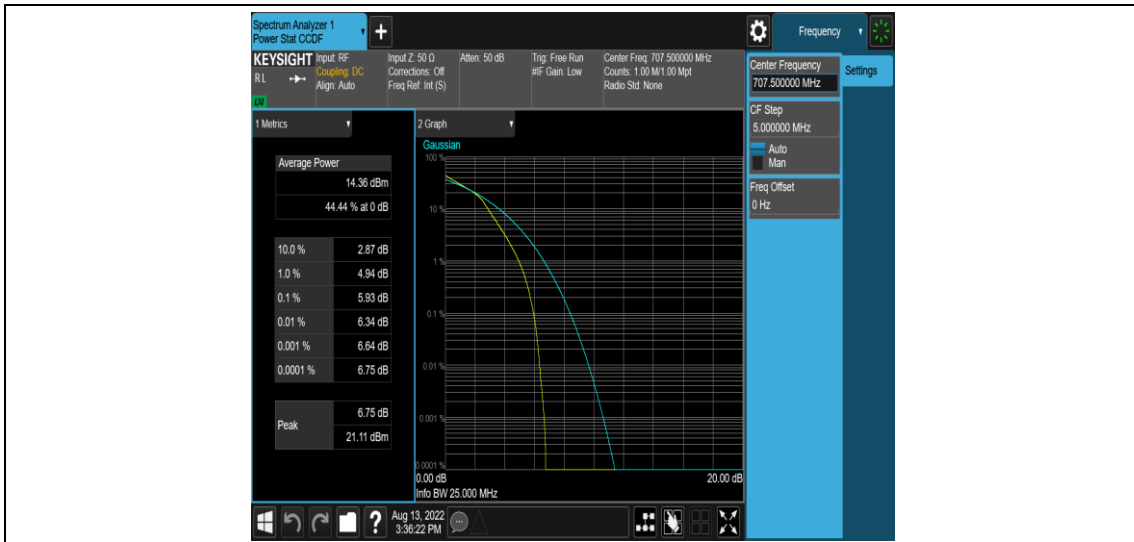 Spectrum Analyzer 1
Power Stat CCDF
Frequency
KEYSIGHT
Input: RF
Coupling: DC
Align: Auto
RL
LXI
Input Z: 50 Ω
Corrections: Off
Freq Ref: Int (S)
Atten: 50 dB
Trig: Free Run
#IF Gain: Low
Center Freq: 707.500000 MHz
Counts: 1.00 M/1.00 Mpt
Radio Std: None
Center Frequency
707.500000 MHz
Settings
CF Step
5.000000 MHz
Auto
Man
Freq Offset
0 Hz
1 Metrics
Average Power
14.36 dBm
44.44 % at 0 dB
10.0 % 2.87 dB
1.0 % 4.94 dB
0.1 % 5.93 dB
0.01 % 6.34 dB
0.001 % 6.64 dB
0.0001 % 6.75 dB
Peak
6.75 dB
21.11 dBm
2 Graph
Gaussian
100 %
10 %
1 %
0.1 %
0.01 %
0.001 %
0.0001 %
0.00 dB 20.00 dB
Info BW 25.000 MHz
?
Aug 13, 2022
3:36:22 PM